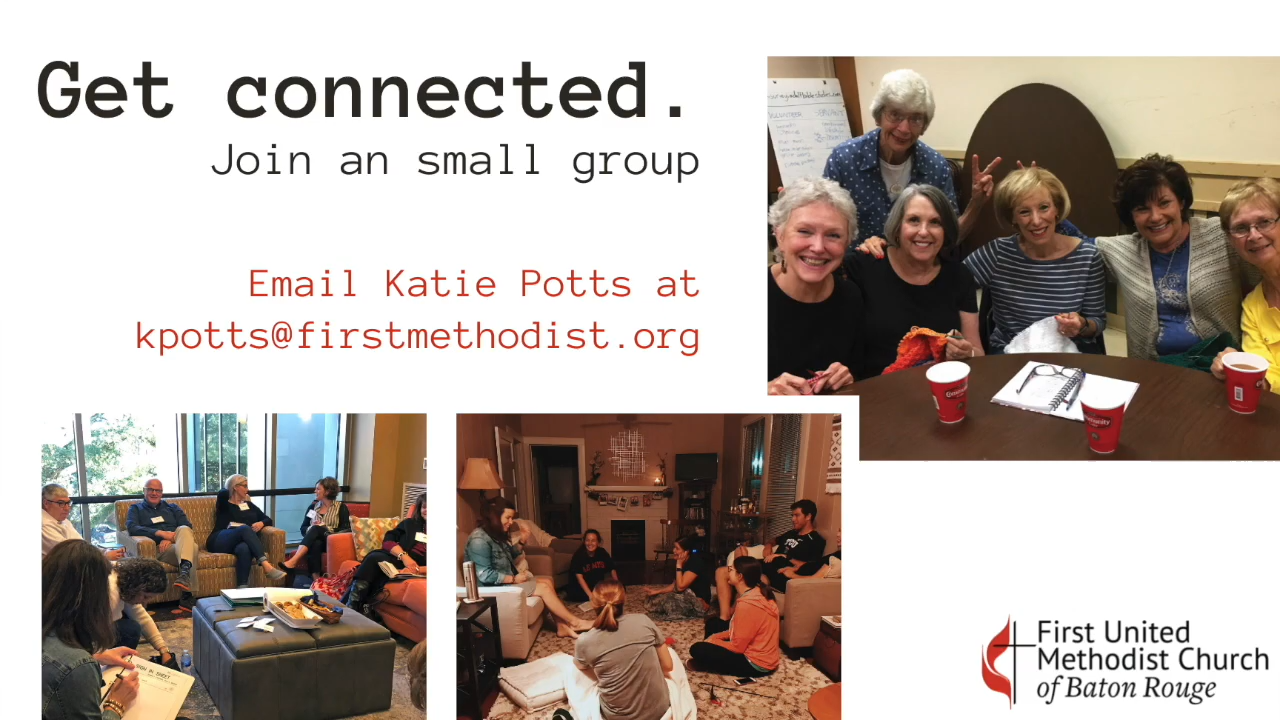 Get connected.
Join an small group
Email Katie Potts at
kpotts@firstmethodist.org
First United
Methodist Church
of Baton Rouge